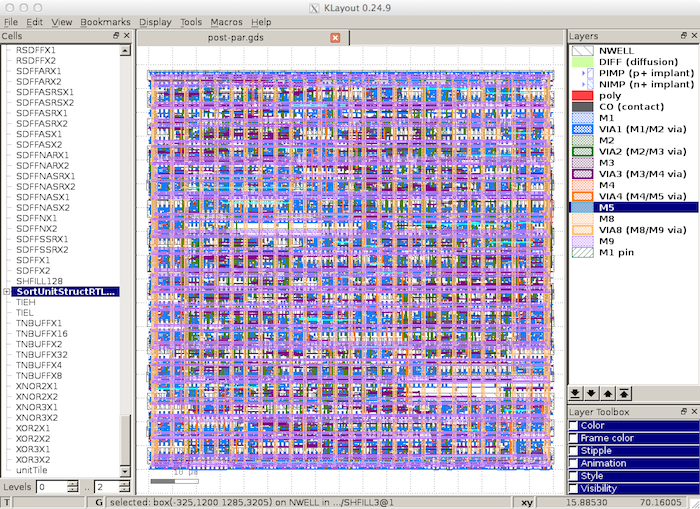 KLayout 0.24.9
File Edit View Bookmarks Display Tools Macros Help
Cells
RSDFFX1
RSDFFX2
SDFFARX1
SDFFARX2
SDFFASRSX1
SDFFASRSX2
SDFFASRX1
SDFFASRX2
SDFFASX1
SDFFASX2
SDFFNARX1
SDFFNARX2
SDFFNASRX1
SDFFNASRX2
SDFFNASX1
SDFFNASX2
SDFFNX1
SDFFNX2
SDFFSSRX1
SDFFSSRX2
SDFFX1
SDFFX2
SHFILL128
SortUnitStructRTL...
TIEH
TIEL
TNBUFFX1
TNBUFFX16
TNBUFFX2
TNBUFFX32
TNBUFFX4
TNBUFFX8
XNOR2X1
XNOR2X2
XNOR3X1
XNOR3X2
XOR2X1
XOR2X2
XOR3X1
XOR3X2
unitTile
Levels 0 .. 2
post-par.gds
10 µm
Layers
NWELL
DIFF (diffusion)
PIMP (p+ implant)
NIMP (n+ implant)
poly
CO (contact)
M1
VIA1 (M1/M2 via)
M2
VIA2 (M2/M3 via)
M3
VIA3 (M3/M4 via)
M4
VIA4 (M4/M5 via)
M5
M8
VIA8 (M8/M9 via)
M9
M1 pin
Layer Toolbox
Color
Frame color
Stipple
Animation
Style
Visibility
T G selected: box(-325,1200 1285,3205) on NWELL in .../SHFILL3@1 xy 15.88530 70.16005